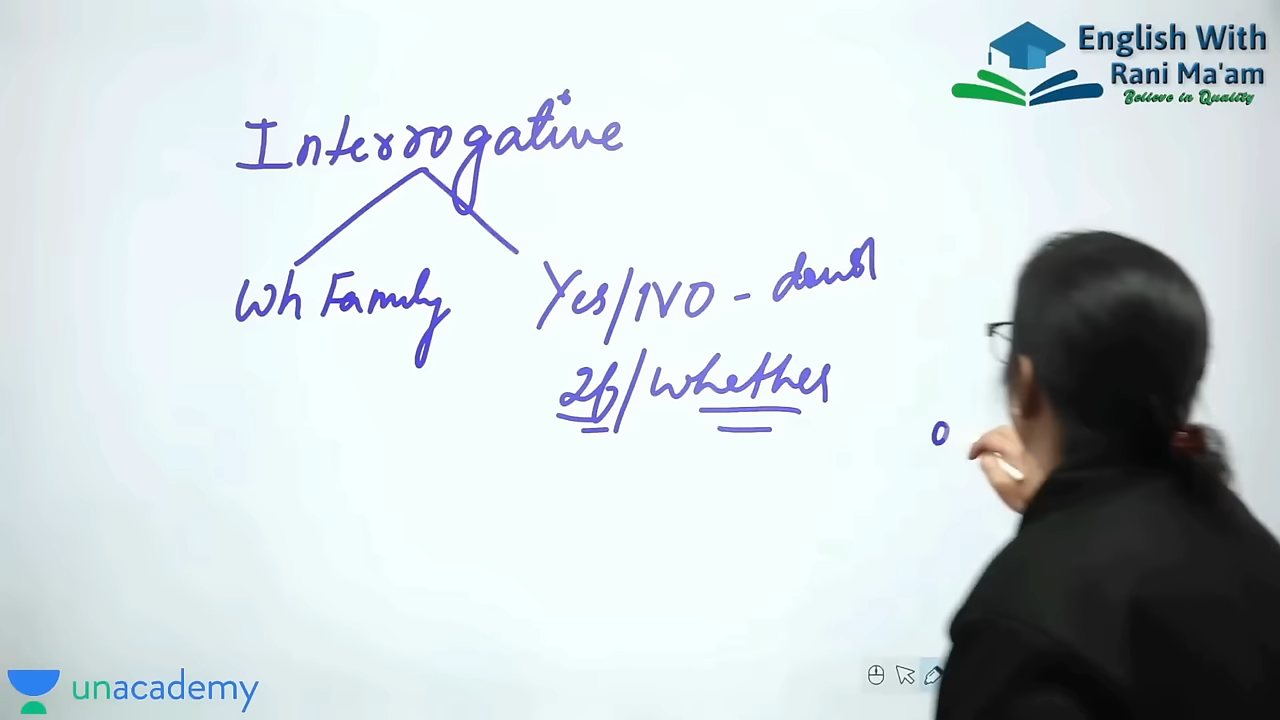 English With
Rani Ma'am
Believe in Quality
Interrogative
Wh Family
Yes/NO - doubt
If/whether
unacademy